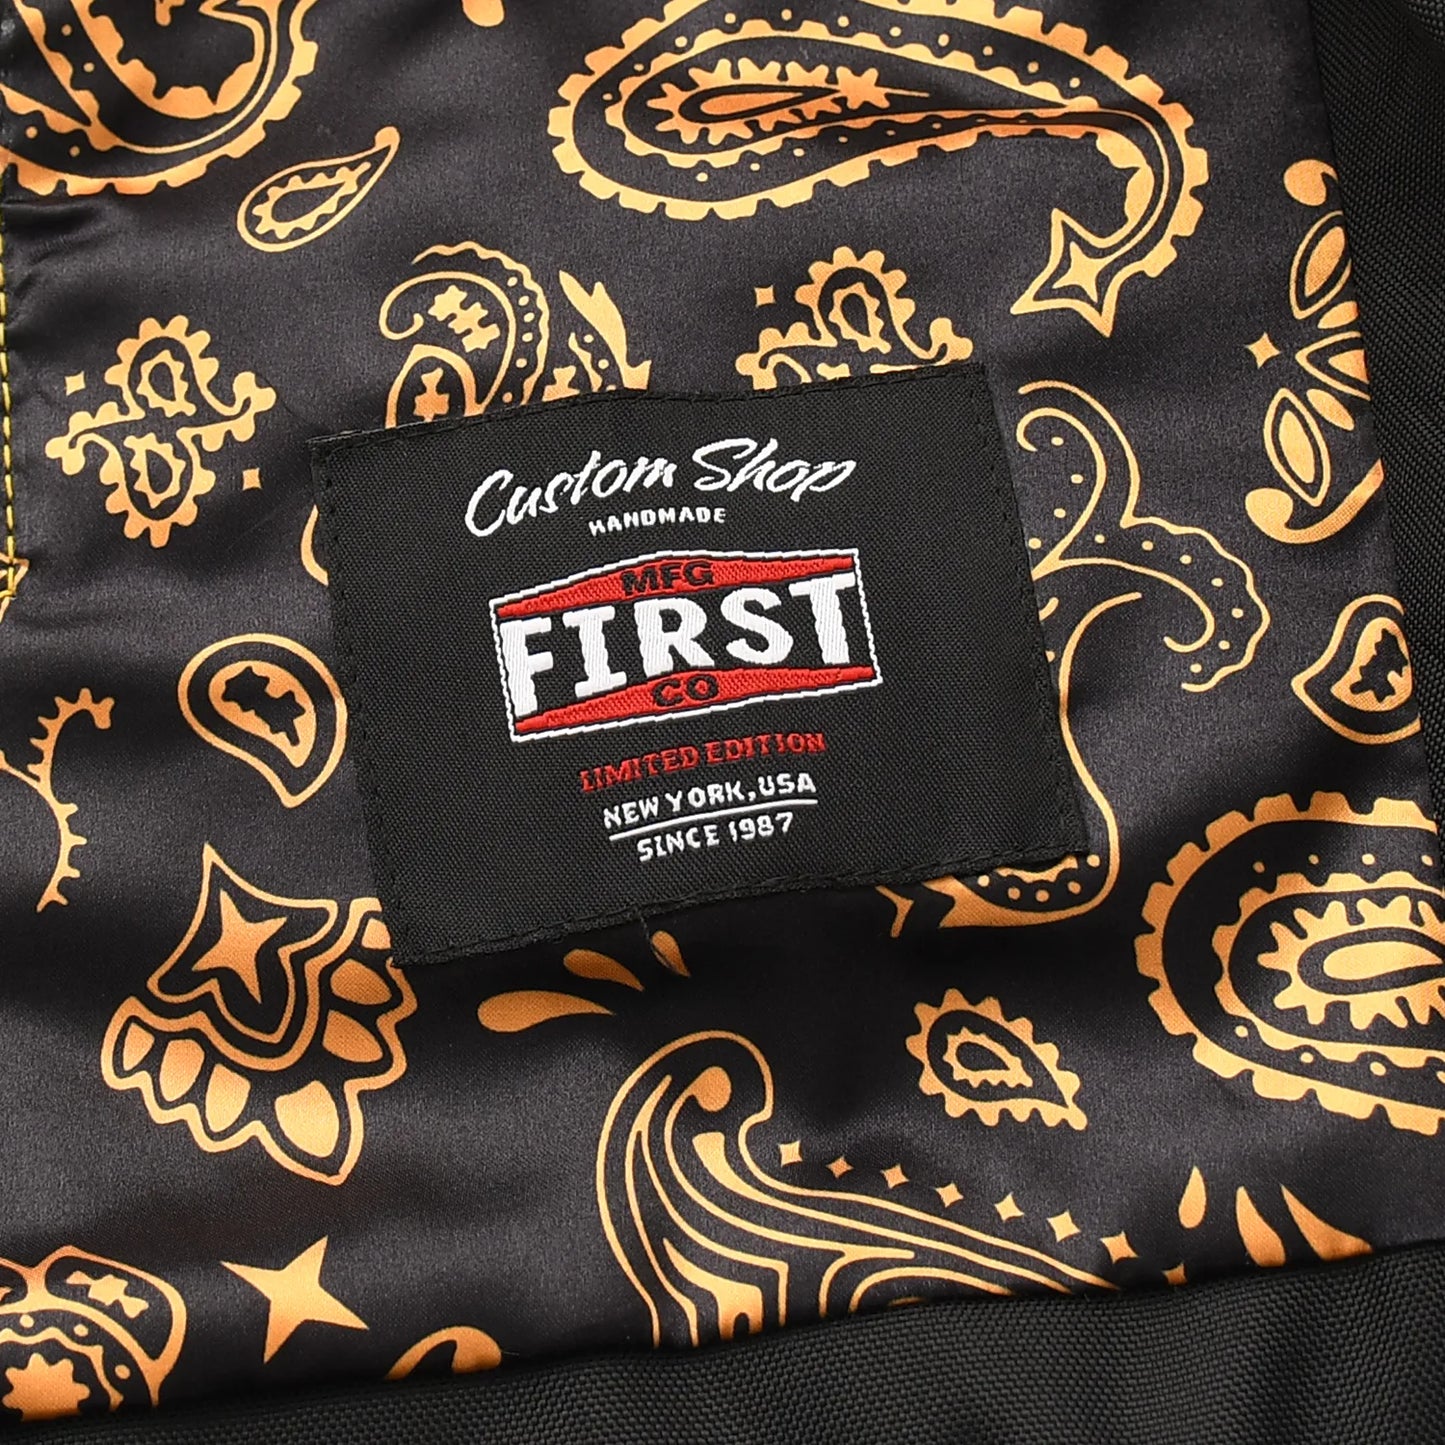 Custom Shop
HANDMADE
MFG
FIRST
CO
LIMITED EDITION
NEW YORK, USA
SINCE 1987